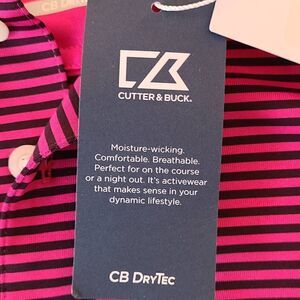 CB DRYTEC
CUTTER & BUCK®
Moisture-wicking.
Comfortable. Breathable.
Perfect for on the course
or a night out. It's activewear
that makes sense in your
dynamic lifestyle.
CB DRYTEC